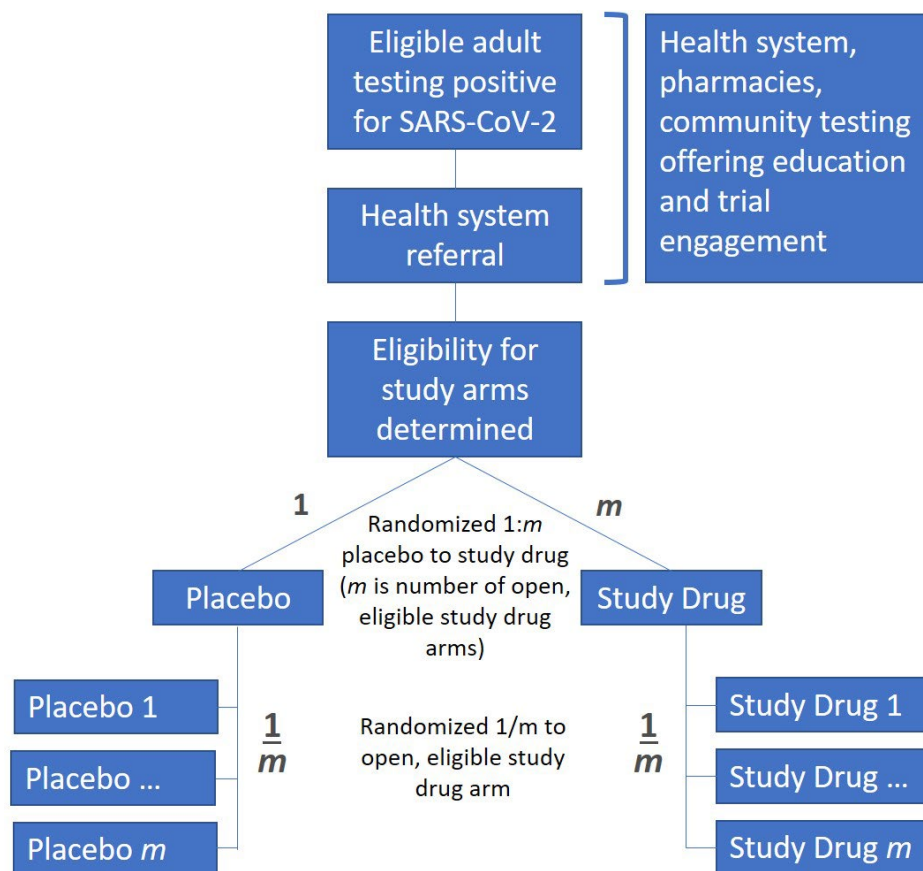 Eligible adult
testing positive
for SARS-CoV-2
Health system,
pharmacies,
community testing
offering education
and trial
engagement
Health system
referral
Eligibility for
study arms
determined
1
m
Randomized 1:m
placebo to study drug
(m is number of open,
eligible study drug
arms)
Placebo
Study Drug
Placebo 1
Placebo ...
Placebo m
1
m
Randomized 1/m to
open, eligible study
drug arm
1
m
Study Drug 1
Study Drug ...
Study Drug m